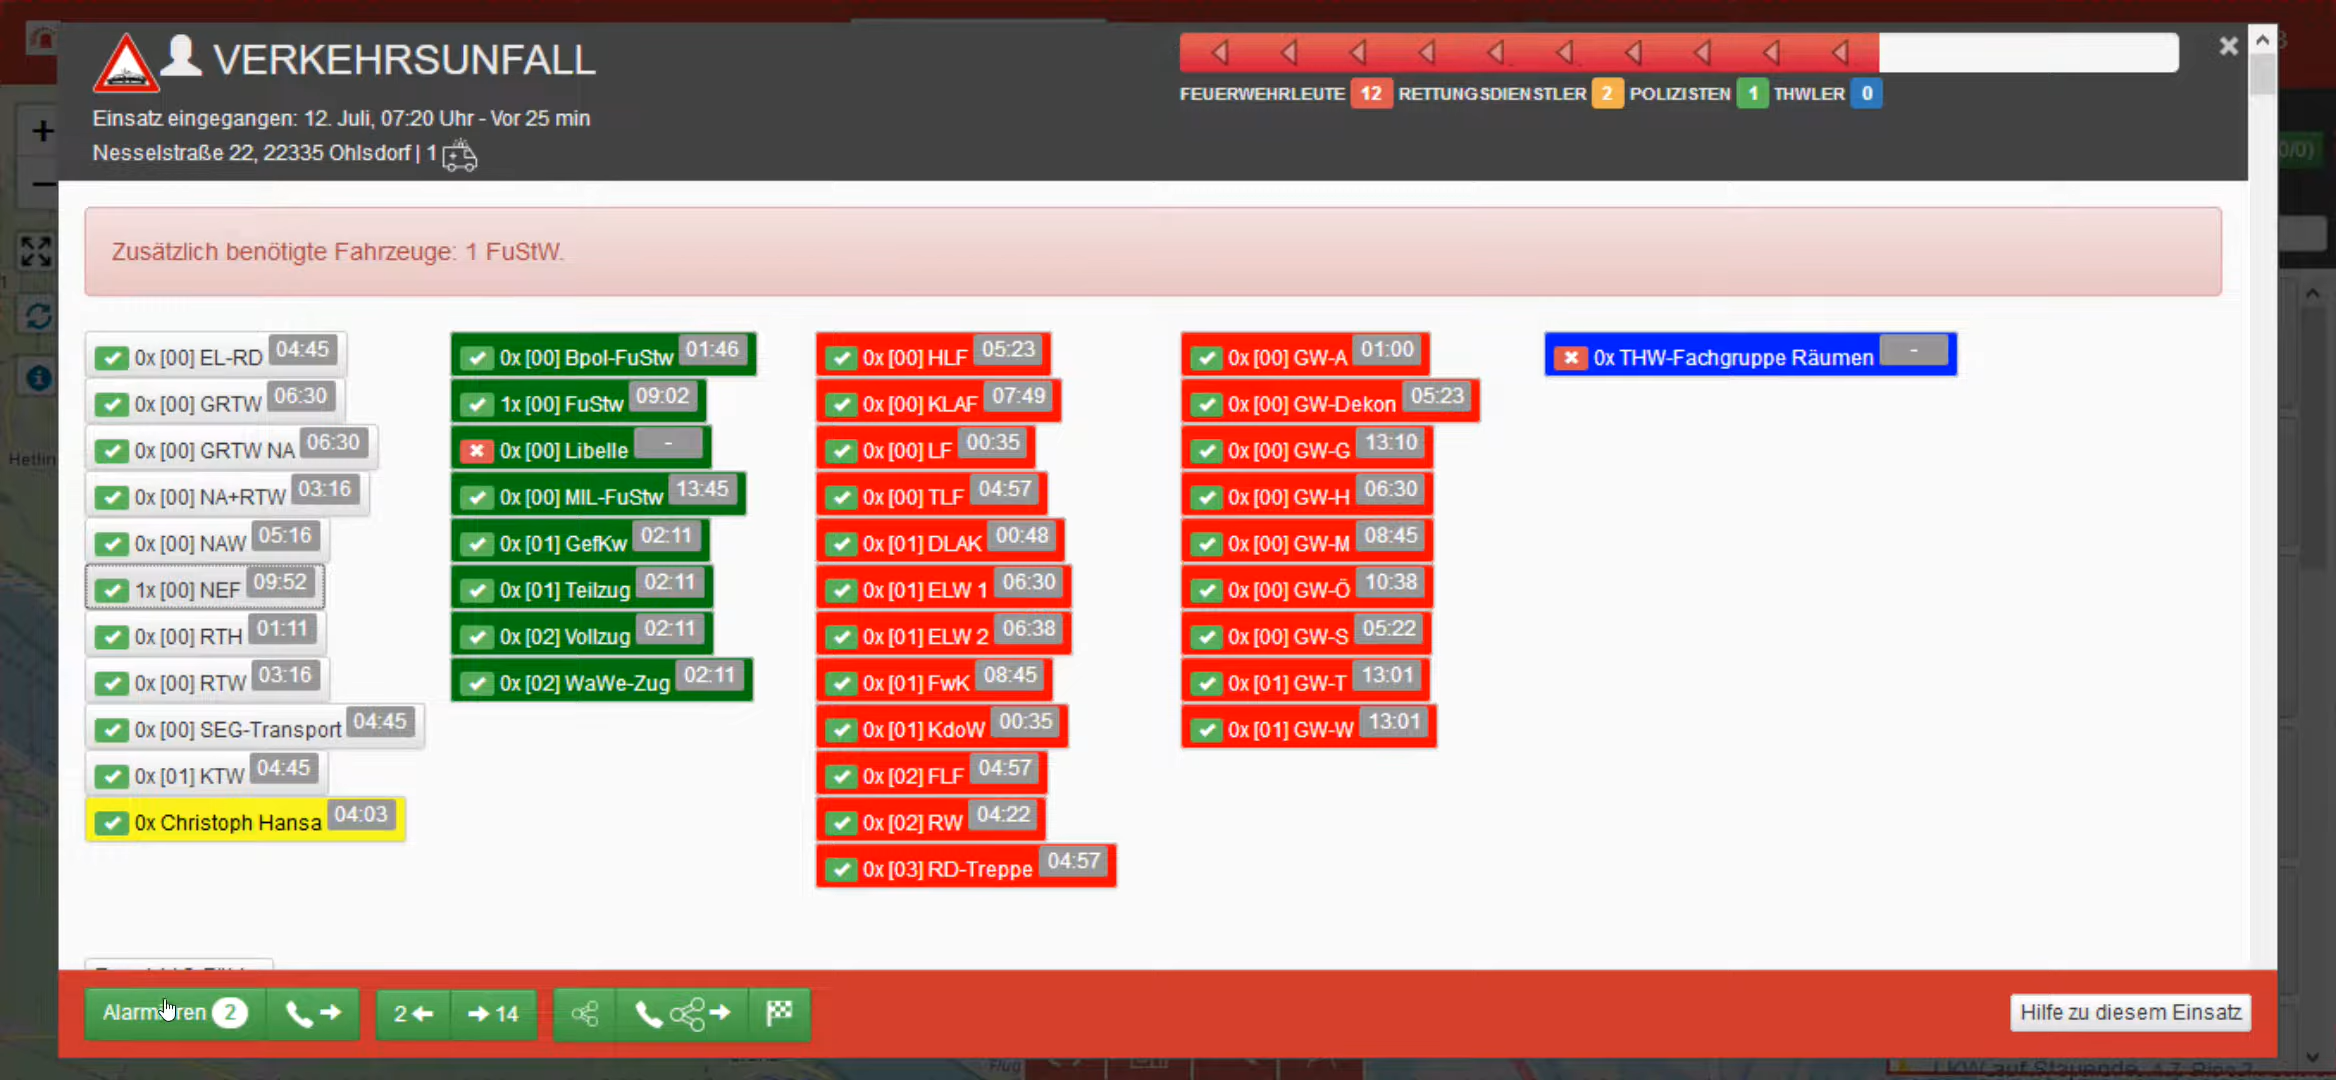 VERKEHRSUNFALL
Einsatz eingegangen: 12. Juli, 07:20 Uhr - Vor 25 min
Nesselstraße 22, 22335 Ohlsdorf | 1
FEUERWEHRLEUTE 12 RETTUNGSDIENSTLER 2 POLIZISTEN 1 THWLER 0
Zusätzlich benötigte Fahrzeuge: 1 FuStW.
0x [00] EL-RD 04:45
0x [00] GRTW 06:30
0x [00] GRTW NA 06:30
0x [00] NA+RTW 03:16
0x [00] NAW 05:16
1x [00] NEF 09:52
0x [00] RTH 01:11
0x [00] RTW 03:16
0x [00] SEG-Transport 04:45
0x [01] KTW 04:45
0x Christoph Hansa 04:03
0x [00] Bpol-FuStw 01:46
1x [00] FuStw 09:02
0x [00] Libelle -
0x [00] MIL-FuStw 13:45
0x [01] GefKw 02:11
0x [01] Teilzug 02:11
0x [02] Vollzug 02:11
0x [02] WaWe-Zug 02:11
0x [00] HLF 05:23
0x [00] KLAF 07:49
0x [00] LF 00:35
0x [00] TLF 04:57
0x [01] DLAK 00:48
0x [01] ELW 1 06:30
0x [01] ELW 2 06:38
0x [01] FwK 08:45
0x [01] KdoW 00:35
0x [02] FLF 04:57
0x [02] RW 04:22
0x [03] RD-Treppe 04:57
0x [00] GW-A 01:00
0x [00] GW-Dekon 05:23
0x [00] GW-G 13:10
0x [00] GW-H 06:30
0x [00] GW-M 08:45
0x [00] GW-Ö 10:38
0x [00] GW-S 05:22
0x [01] GW-T 13:01
0x [01] GW-W 13:01
0x THW-Fachgruppe Räumen -
Hetlin
0/0)
Alarmieren 2
2
14
Hilfe zu diesem Einsatz
Flug